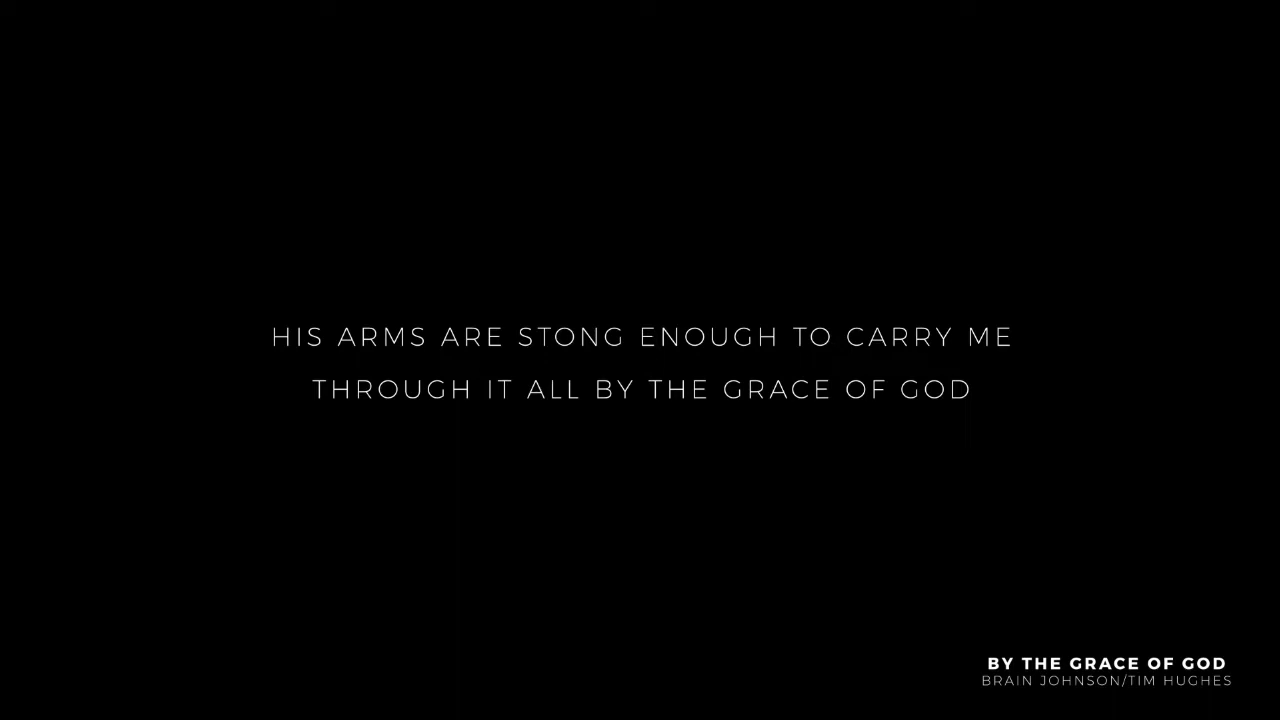 HIS ARMS ARE STONG ENOUGH TO CARRY ME
THROUGH IT ALL BY THE GRACE OF GOD
BY THE GRACE OF GOD
BRAIN JOHNSON/TIM HUGHES